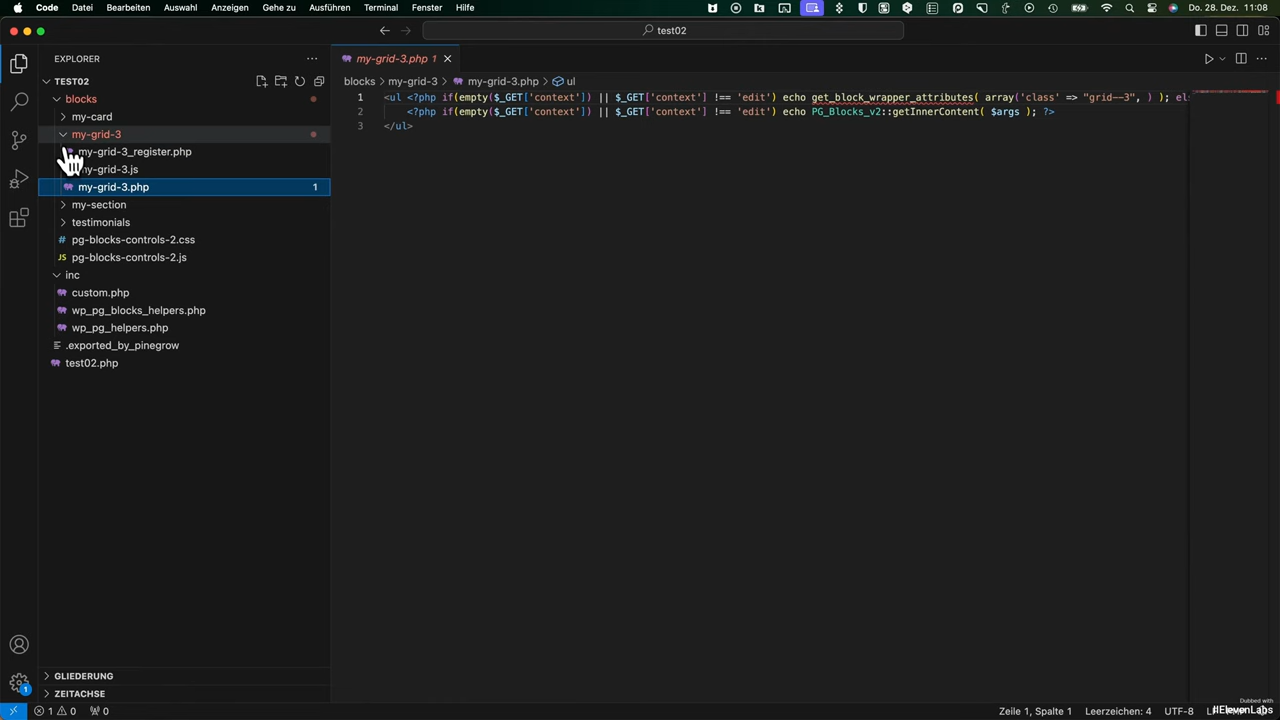 Code Datei Bearbeiten Auswahl Anzeigen Gehe zu Ausführen Terminal Fenster Hilfe Do. 28. Dez. 11:08
test02
EXPLORER
my-grid-3.php 1
TEST02
blocks > my-grid-3 > my-grid-3.php > ul
blocks
my-card
my-grid-3
my-grid-3_register.php
my-grid-3.js
my-grid-3.php 1
my-section
testimonials
# pg-blocks-controls-2.css
JS pg-blocks-controls-2.js
inc
custom.php
wp_pg_blocks_helpers.php
wp_pg_helpers.php
.exported_by_pinegrow
test02.php
1 <ul <?php if(empty($_GET['context']) || $_GET['context'] !== 'edit') echo get_block_wrapper_attributes( array('class' => "grid--3", ) ); els
2 <?php if(empty($_GET['context']) || $_GET['context'] !== 'edit') echo PG_Blocks_v2::getInnerContent( $args ); ?>
3 </ul>
GLIEDERUNG
ZEITACHSE
1
1 0 0
Zeile 1, Spalte 1 Leerzeichen: 4 UTF-8
Dubbed with
IIElevenLabs